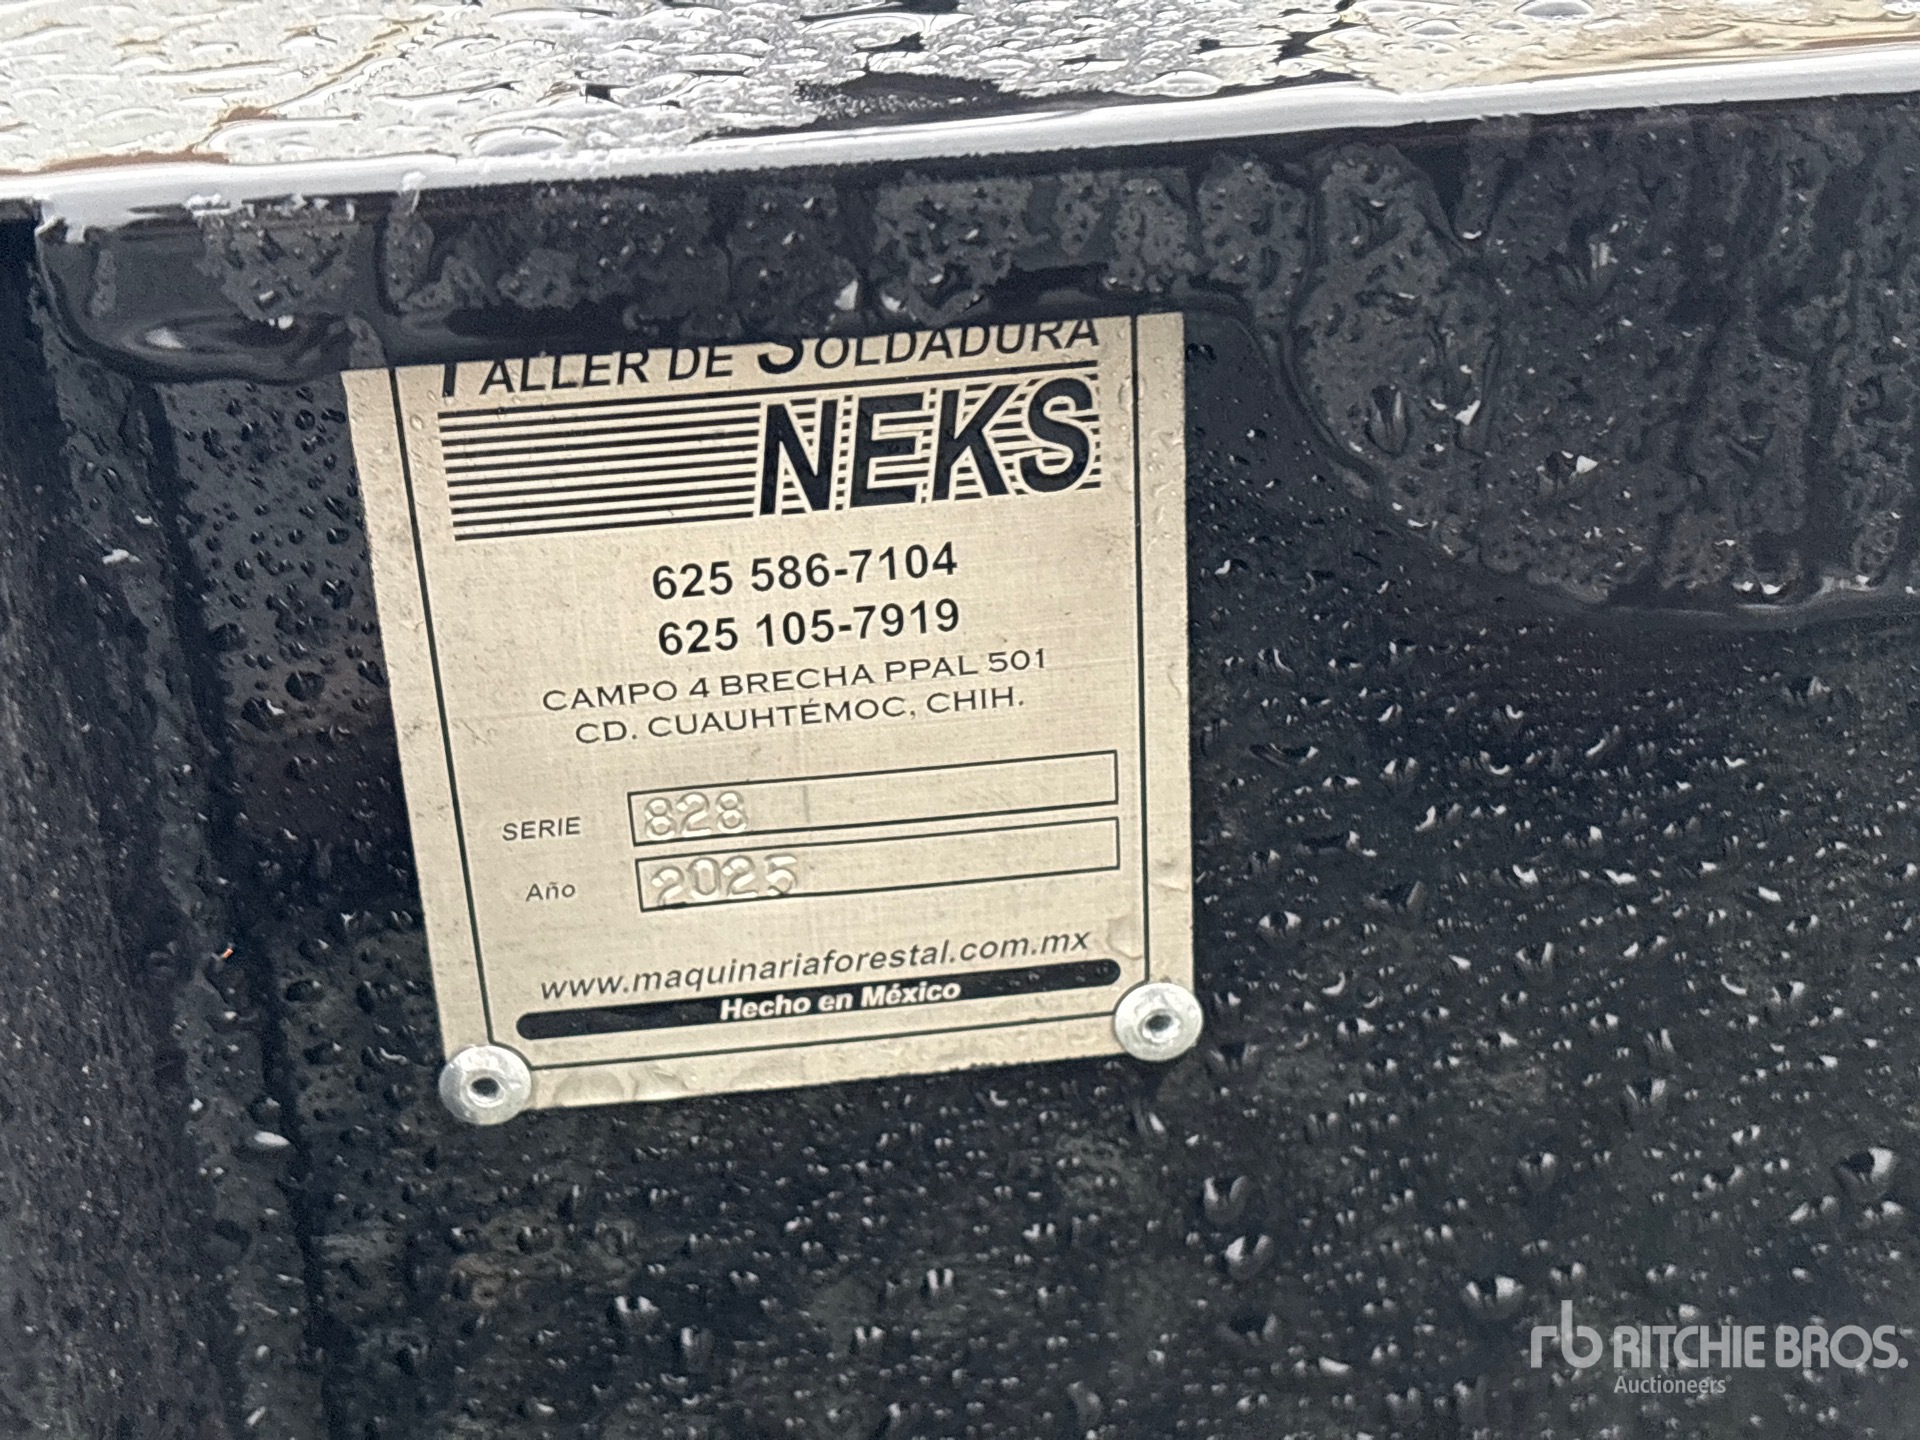 TALLER DE SOLDADURA
NEKS
625 586-7104
625 105-7919
CAMPO 4 BRECHA PPAL 501
CD. CUAUHTÉMOC, CHIH.
SERIE 828
Año 2025
www.maquinariaforestal.com.mx
Hecho en México
rb RITCHIE BROS.
Auctioneers